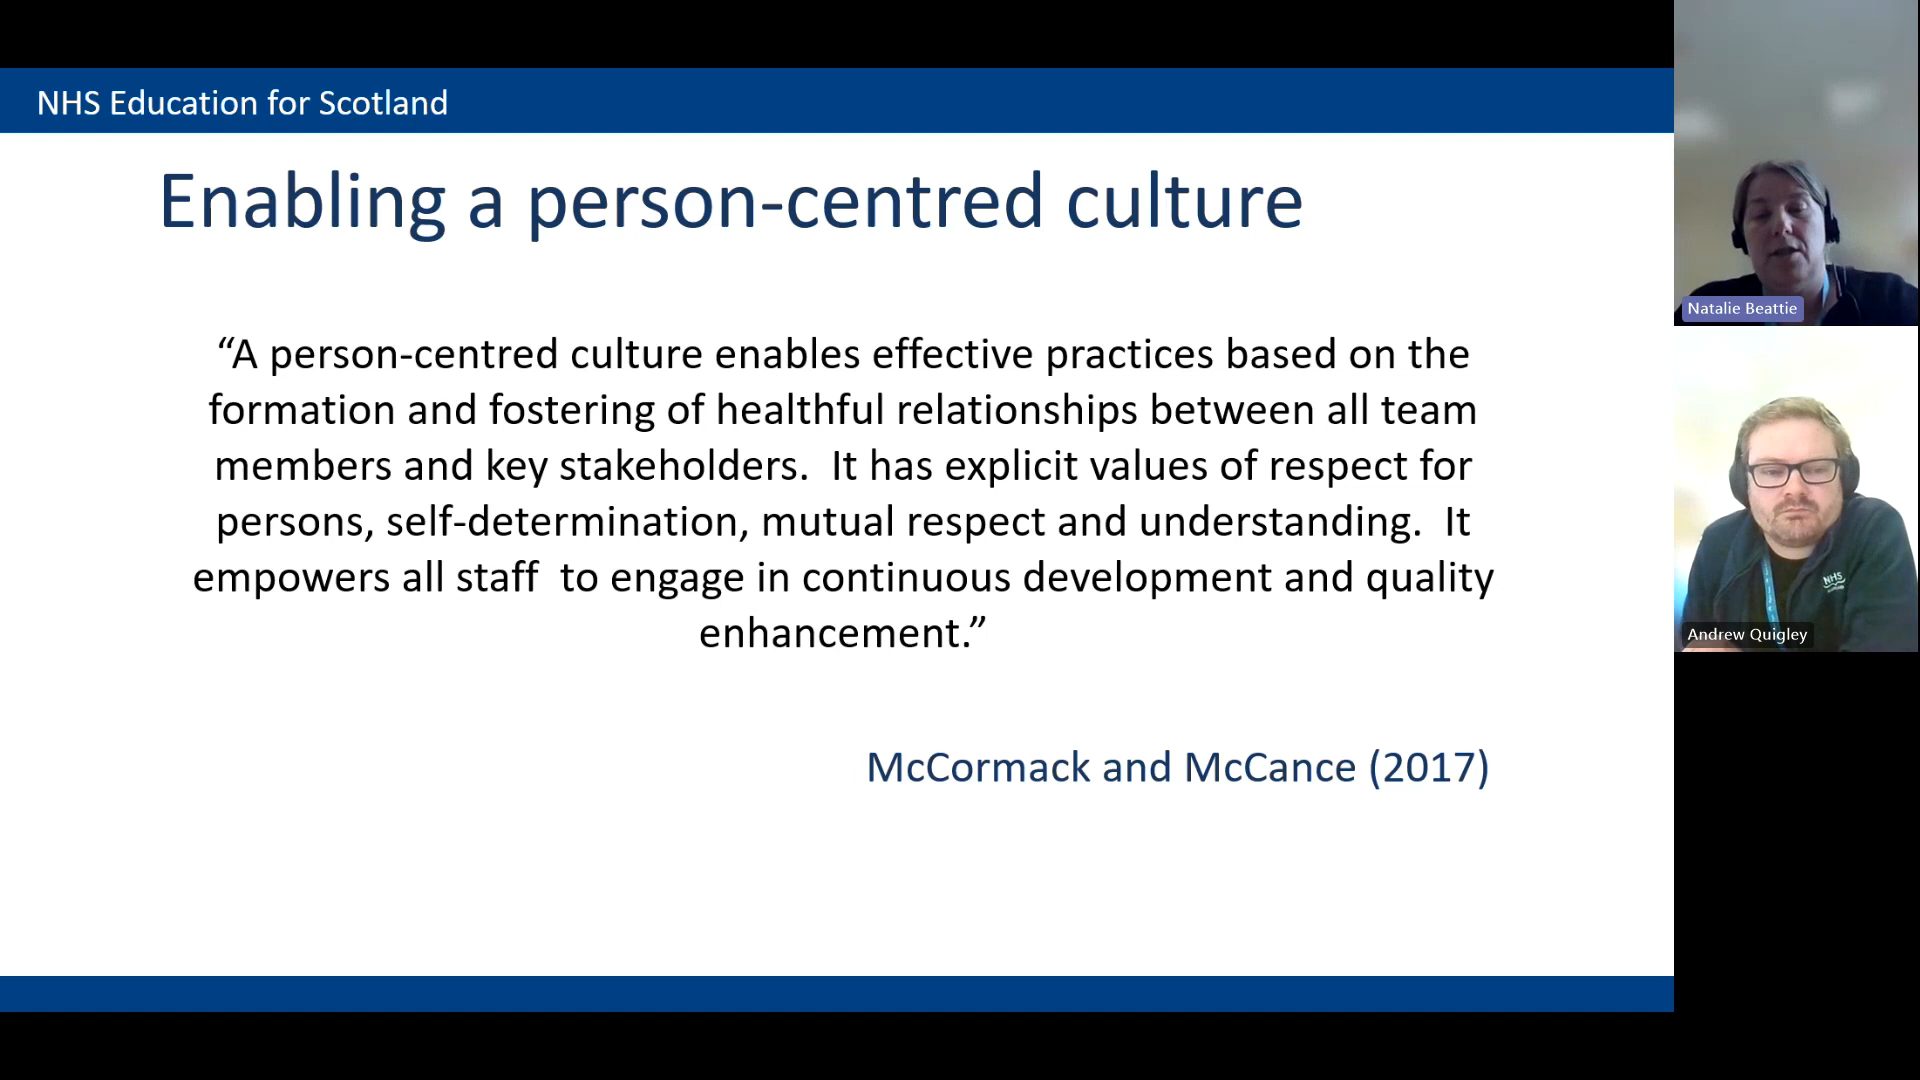 NHS Education for Scotland
Enabling a person-centred culture
“A person-centred culture enables effective practices based on the
formation and fostering of healthful relationships between all team
members and key stakeholders.  It has explicit values of respect for
persons, self-determination, mutual respect and understanding.  It
empowers all staff  to engage in continuous development and quality
enhancement.”
McCormack and McCance (2017)
Natalie Beattie
NHS
Andrew Quigley